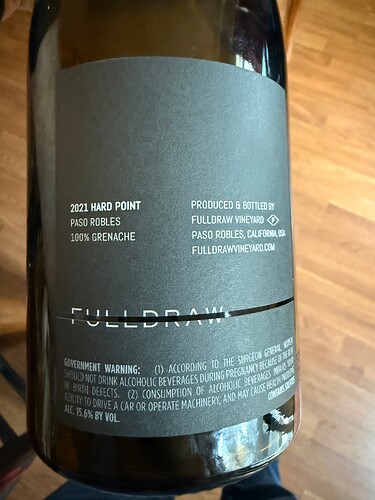 2021 HARD POINT
PASO ROBLES
100% GRENACHE
PRODUCED & BOTTLED BY
FULLDRAW VINEYARD
PASO ROBLES, CALIFORNIA, USA
FULLDRAWVINEYARD.COM
FULLDRAW
GOVERNMENT WARNING: (1) ACCORDING TO THE SURGEON GENERAL, WOMEN
SHOULD NOT DRINK ALCOHOLIC BEVERAGES DURING PREGNANCY BECAUSE OF THE RISK
OF BIRTH DEFECTS. (2) CONSUMPTION OF ALCOHOLIC BEVERAGES IMPAIRS YOUR
ABILITY TO DRIVE A CAR OR OPERATE MACHINERY, AND MAY CAUSE HEALTH PROBLEMS.
CONTAINS SULFITES
ALC. 15.6% BY VOL.